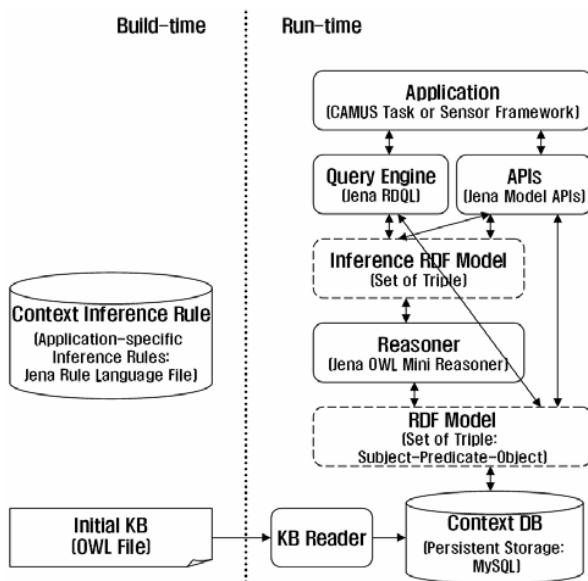 Build-time
Run-time
Application
(CAMUS Task or Sensor Framework)
Query Engine
(Jena RDQL)
APIs
(Jena Model APIs)
Inference RDF Model
(Set of Triple)
Context Inference Rule
(Application-specific
Inference Rules:
Jena Rule Language File)
Reasoner
(Jena OWL Mini Reasoner)
RDF Model
(Set of Triple:
Subject-Predicate-Object)
Initial KB
(OWL File)
KB Reader
Context DB
(Persistent Storage:
MySQL)